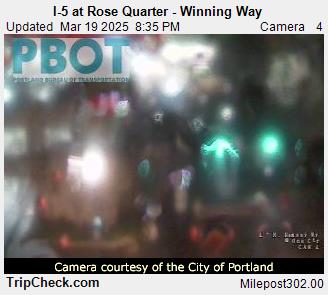 I-5 at Rose Quarter - Winning Way
Updated Mar 19 2025 8:35 PM Camera 4
PBOT
PORTLAND BUREAU OF TRANSPORTATION
Camera courtesy of the City of Portland
TripCheck.com Milepost302.00